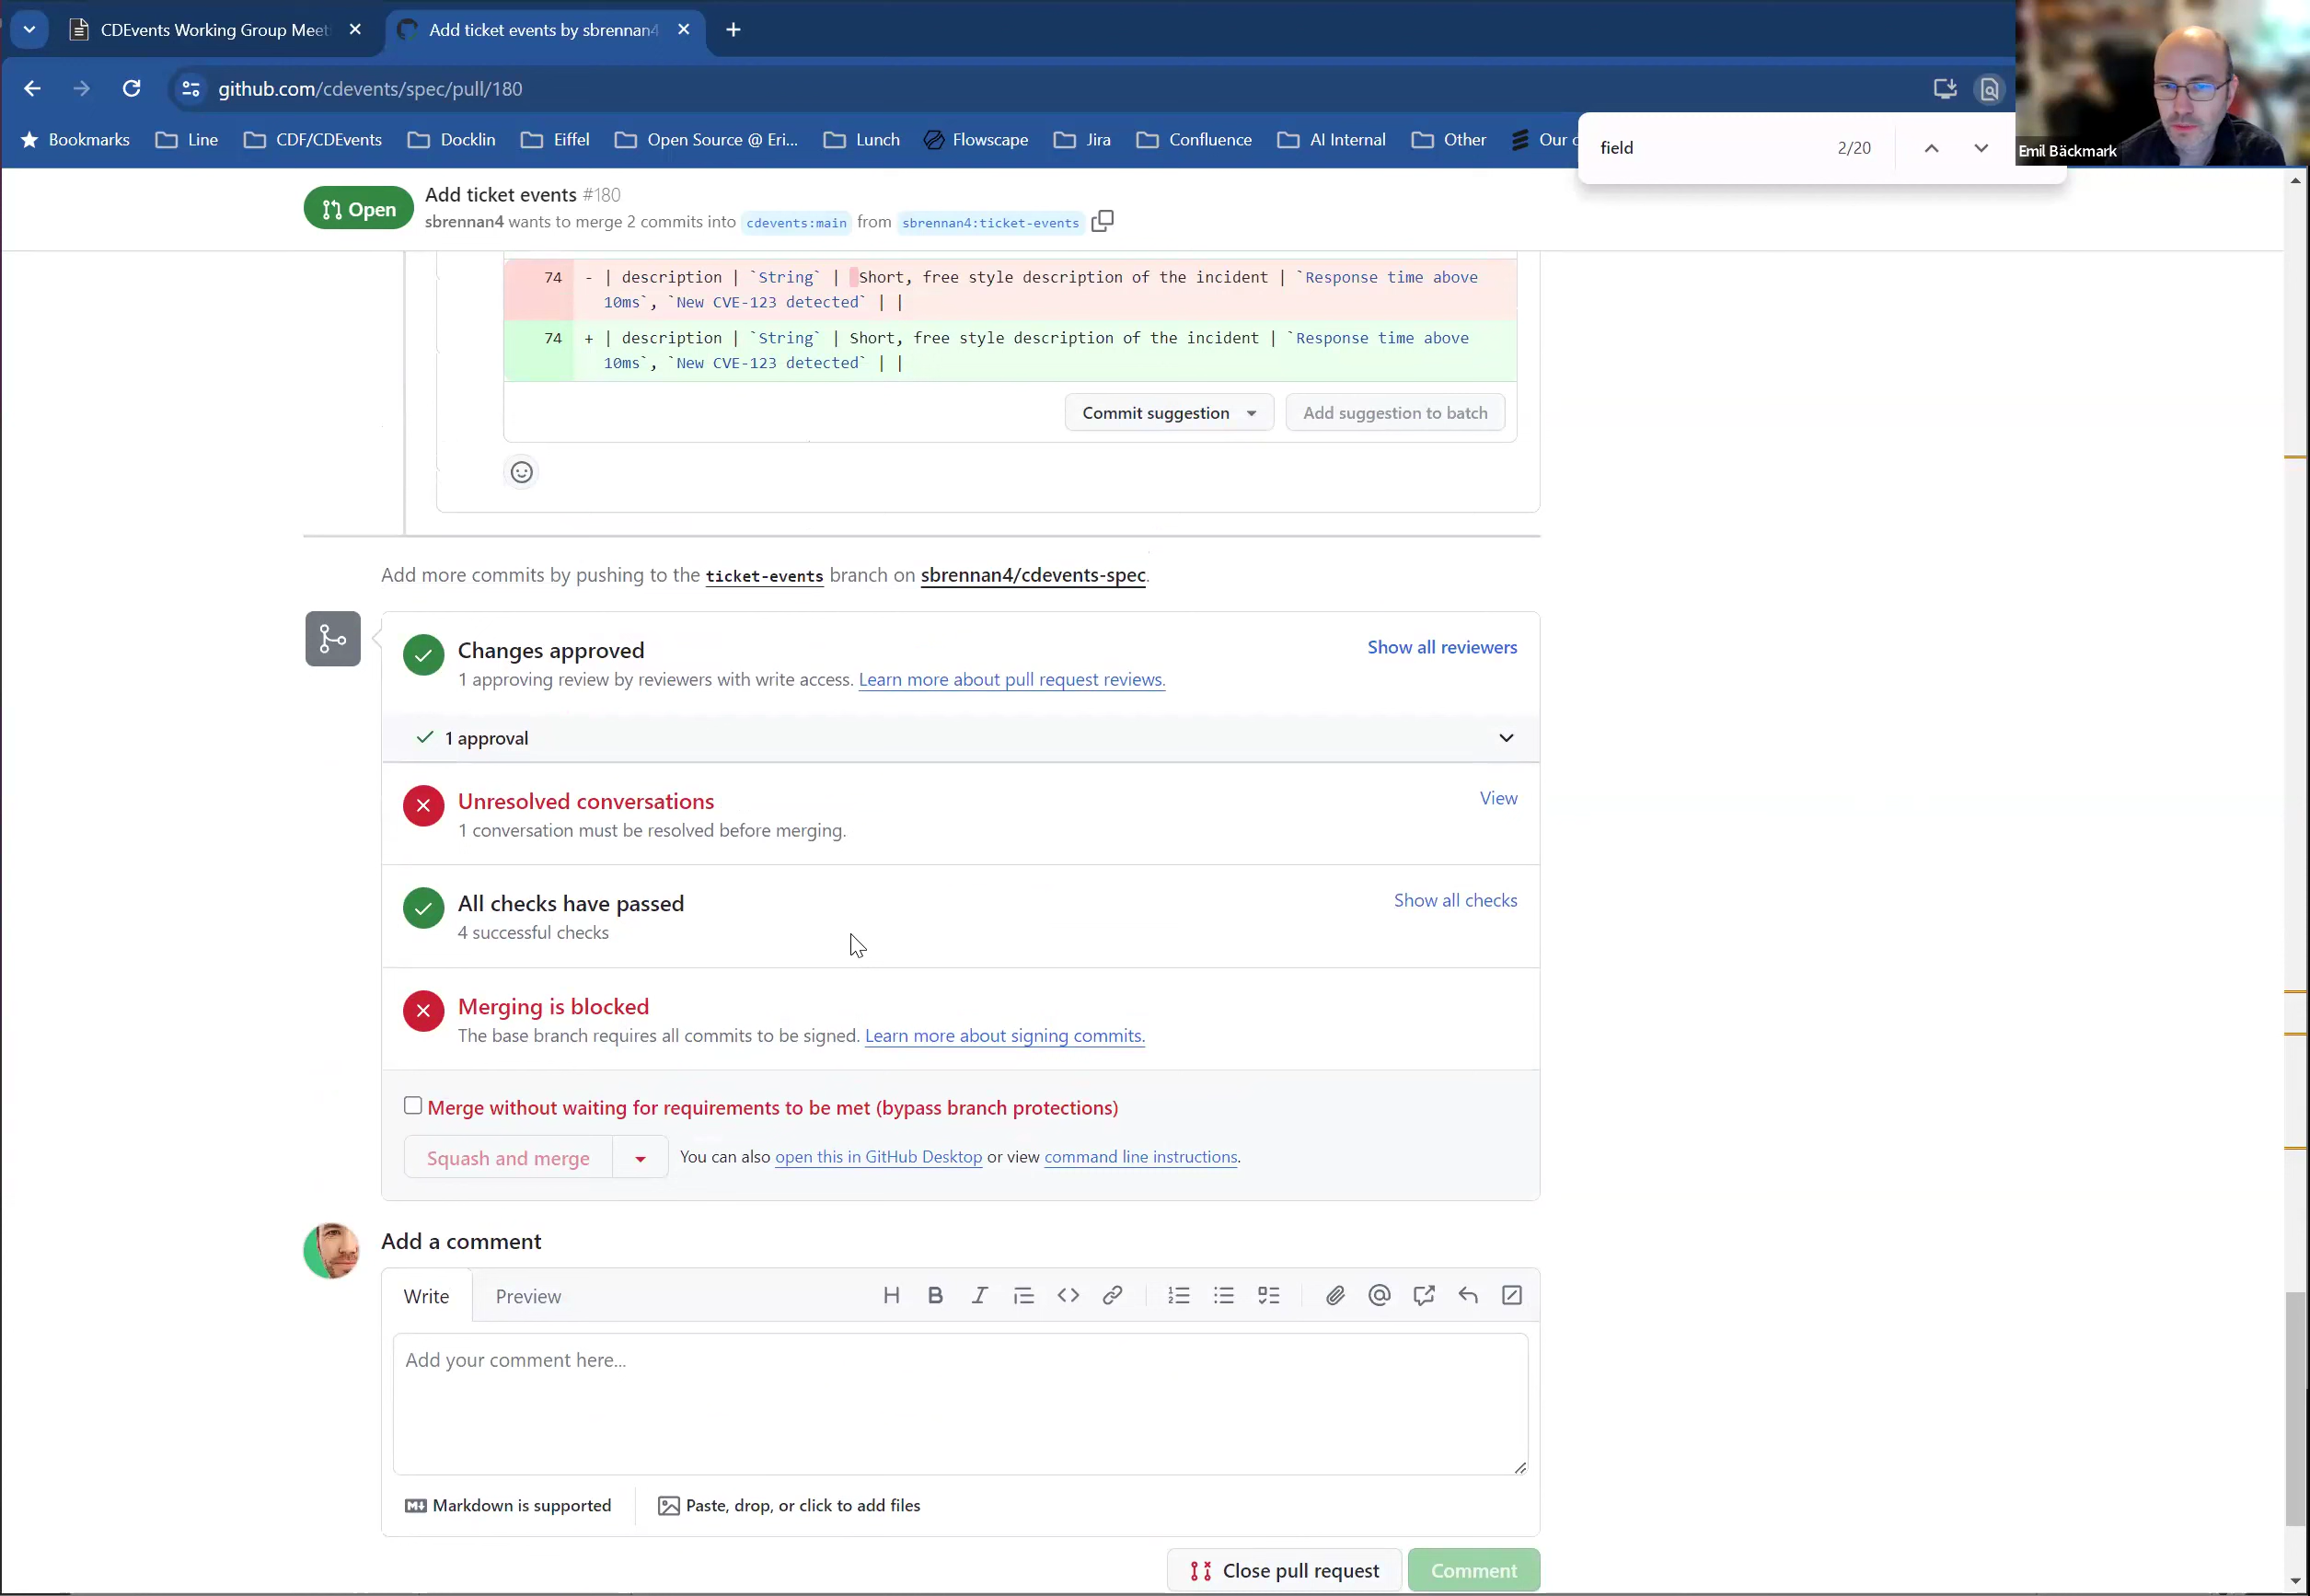 CDEvents Working Group Meet
Add ticket events by sbrennan4
github.com/cdevents/spec/pull/180
Bookmarks
Line
CDF/CDEvents
Docklin
Eiffel
Open Source @ Eri...
Lunch
Flowscape
Jira
Confluence
AI Internal
Other
Our
field
2/20
Emil Bäckmark
Open
Add ticket events #180
sbrennan4 wants to merge 2 commits into cdevents:main from sbrennan4:ticket-events
74 - | description | `String` | Short, free style description of the incident | `Response time above
10ms`, `New CVE-123 detected` | |
74 + | description | `String` | Short, free style description of the incident | `Response time above
10ms`, `New CVE-123 detected` | |
Commit suggestion
Add suggestion to batch
Add more commits by pushing to the ticket-events branch on sbrennan4/cdevents-spec.
Changes approved
Show all reviewers
1 approving review by reviewers with write access. Learn more about pull request reviews.
1 approval
Unresolved conversations
View
1 conversation must be resolved before merging.
All checks have passed
Show all checks
4 successful checks
Merging is blocked
The base branch requires all commits to be signed. Learn more about signing commits.
Merge without waiting for requirements to be met (bypass branch protections)
Squash and merge
You can also open this in GitHub Desktop or view command line instructions.
Add a comment
Write
Preview
Add your comment here...
Markdown is supported
Paste, drop, or click to add files
Close pull request
Comment